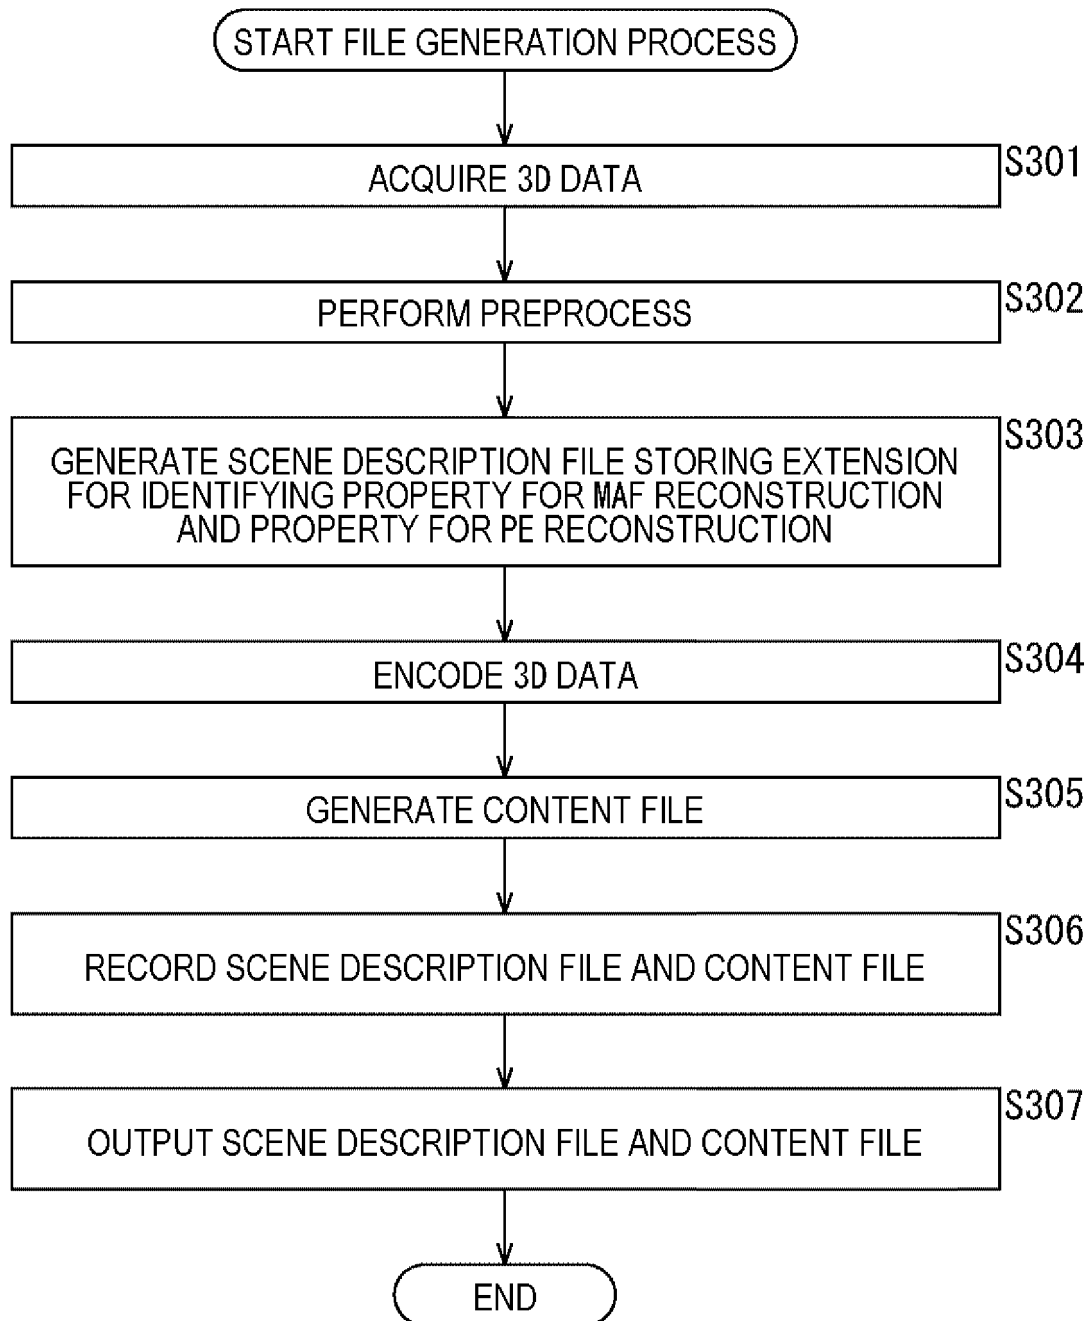 START FILE GENERATION PROCESS
S301
ACQUIRE 3D DATA
S302
PERFORM PREPROCESS
S303
GENERATE SCENE DESCRIPTION FILE STORING EXTENSION
FOR IDENTIFYING PROPERTY FOR MAF RECONSTRUCTION
AND PROPERTY FOR PE RECONSTRUCTION
S304
ENCODE 3D DATA
S305
GENERATE CONTENT FILE
S306
RECORD SCENE DESCRIPTION FILE AND CONTENT FILE
S307
OUTPUT SCENE DESCRIPTION FILE AND CONTENT FILE
END